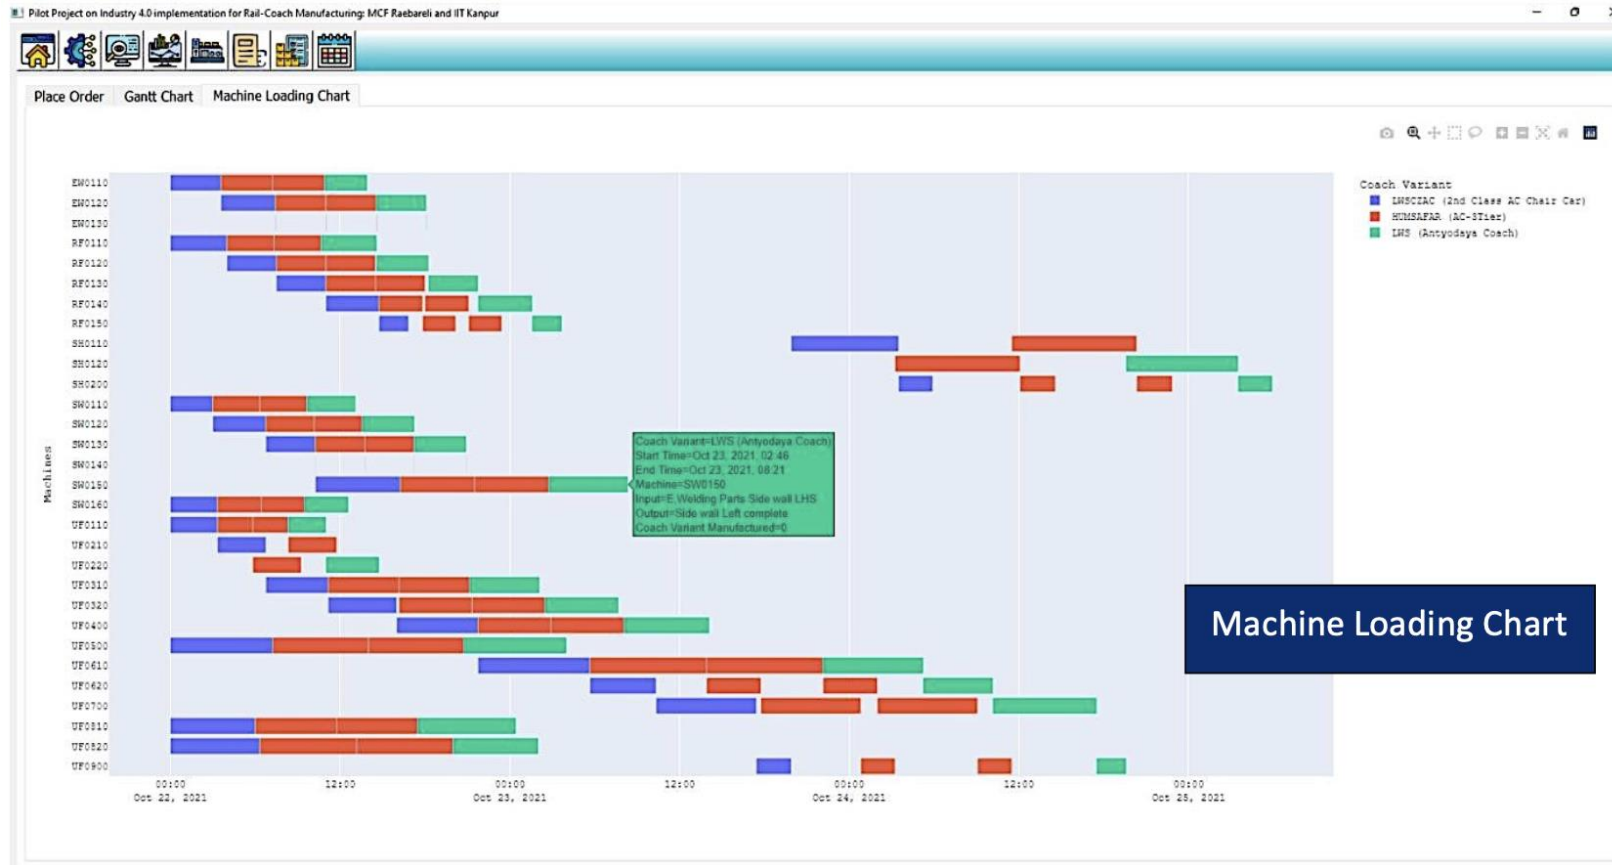 Pilot Project on Industry 4.0 implementation for Rail-Coach Manufacturing: MCF Raebareli and IIT Kanpur
Place Order Gantt Chart Machine Loading Chart
Coach Variant
LWSCZAC (2nd Class AC Chair Car)
HUMSAFAR (AC-3Tier)
LWS (Antyodaya Coach)
Machines
EW0110
EW0120
EW0130
RF0110
RF0120
RF0130
RF0140
RF0150
SH0110
SH0120
SH0200
SW0110
SW0120
SW0130
SW0140
SW0150
SW0160
UF0110
UF0210
UF0220
UF0310
UF0320
UF0400
UF0500
UF0610
UF0620
UF0700
UF0810
UF0820
UF0900
Coach Variant=LWS (Antyodaya Coach)
Start Time=Oct 23, 2021, 02:46
End Time=Oct 23, 2021, 08:21
Machine=SW0150
Input=E.Welding Parts Side wall LHS
Output=Side wall Left complete
Coach Variant Manufactured=0
Machine Loading Chart
00:00 12:00 00:00 12:00 00:00 12:00 00:00
Oct 22, 2021 Oct 23, 2021 Oct 24, 2021 Oct 25, 2021